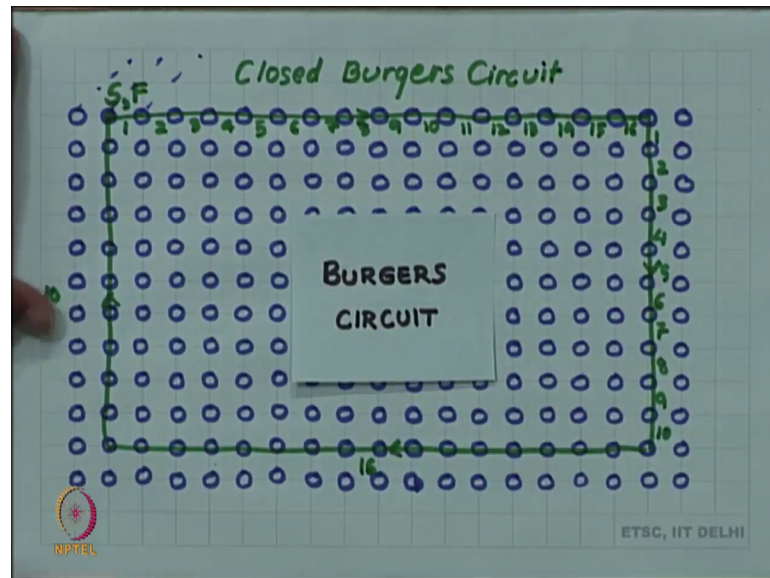 Closed Burgers Circuit
S,F
1 2 3 4 5 6 7 8 9 10 11 12 13 14 15 16
1
2
3
4
5
6
7
8
9
10
10
BURGERS
CIRCUIT
16
NPTEL
ETSC, IIT DELHI